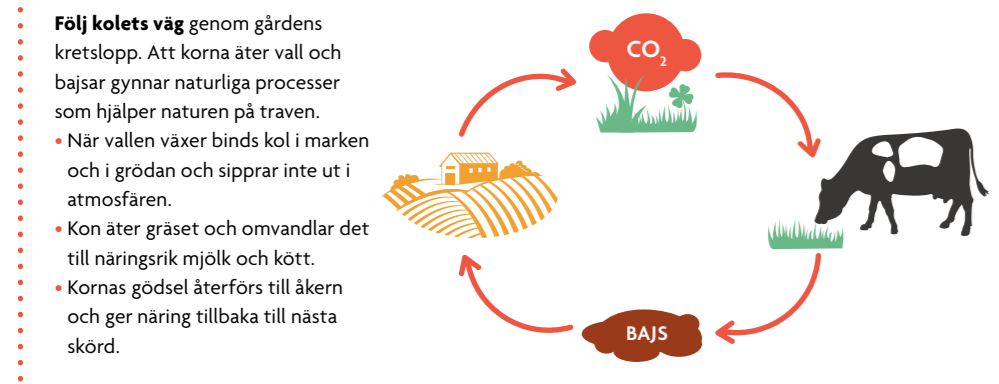 Följ kolets väg genom gårdens
kretslopp. Att korna äter vall och
bajsar gynnar naturliga processer
som hjälper naturen på traven.
• När vallen växer binds kol i marken
och i grödan och sipprar inte ut i
atmosfären.
• Kon äter gräset och omvandlar det
till näringsrik mjölk och kött.
• Kornas gödsel återförs till åkern
och ger näring tillbaka till nästa
skörd.
CO₂
BAJS